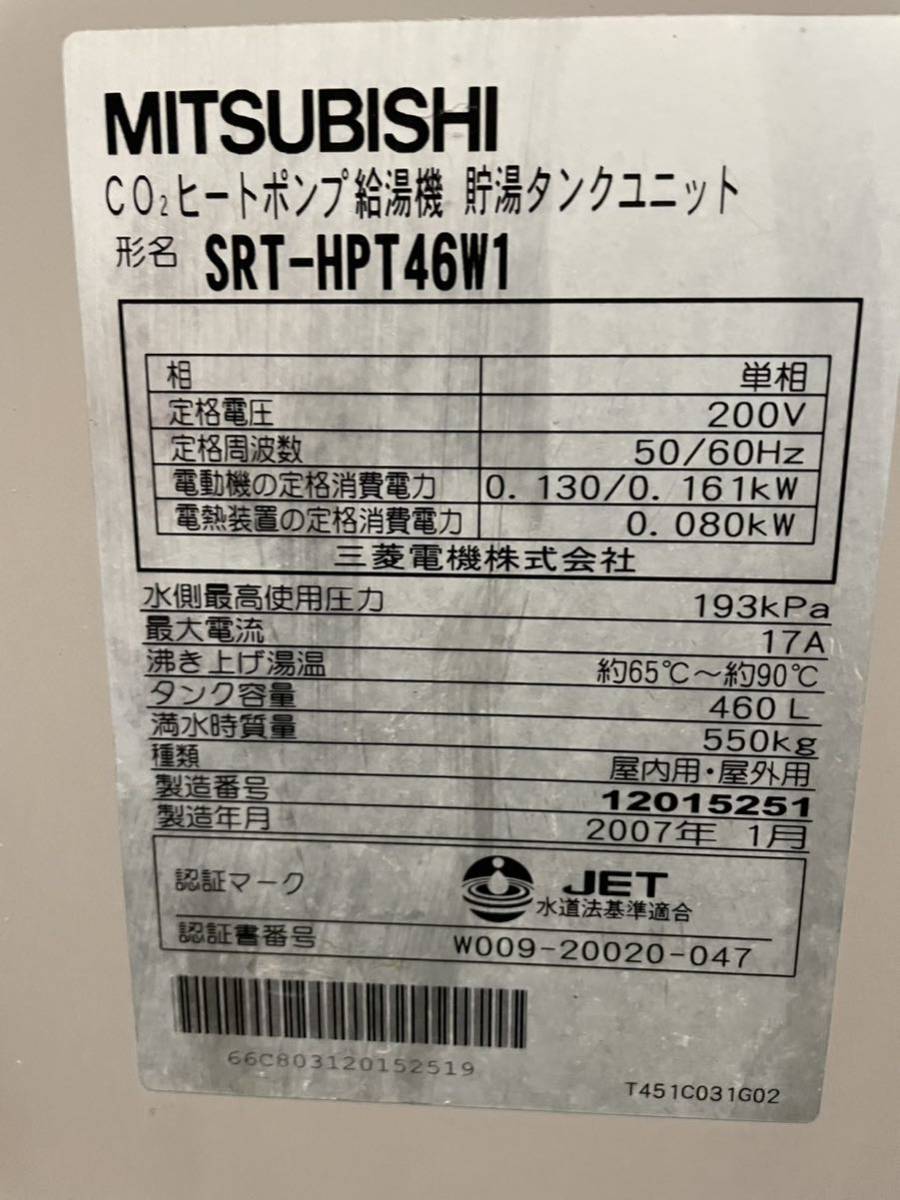 MITSUBISHI
CO₂ヒートポンプ給湯機 貯湯タンクユニット
形名 SRT-HPT46W1
相 単相
定格電圧 200V
定格周波数 50/60Hz
電動機の定格消費電力 0.130/0.161kW
電熱装置の定格消費電力 0.080kW
三菱電機株式会社
水側最高使用圧力 193kPa
最大電流 17A
沸き上げ湯温 約65℃～約90℃
タンク容量 460L
満水時質量 550kg
種類 屋内用・屋外用
製造番号 12015251
製造年月 2007年 1月
認証マーク JET
水道法基準適合
認証書番号 W009-20020-047
66C803120152519
T451C031G02